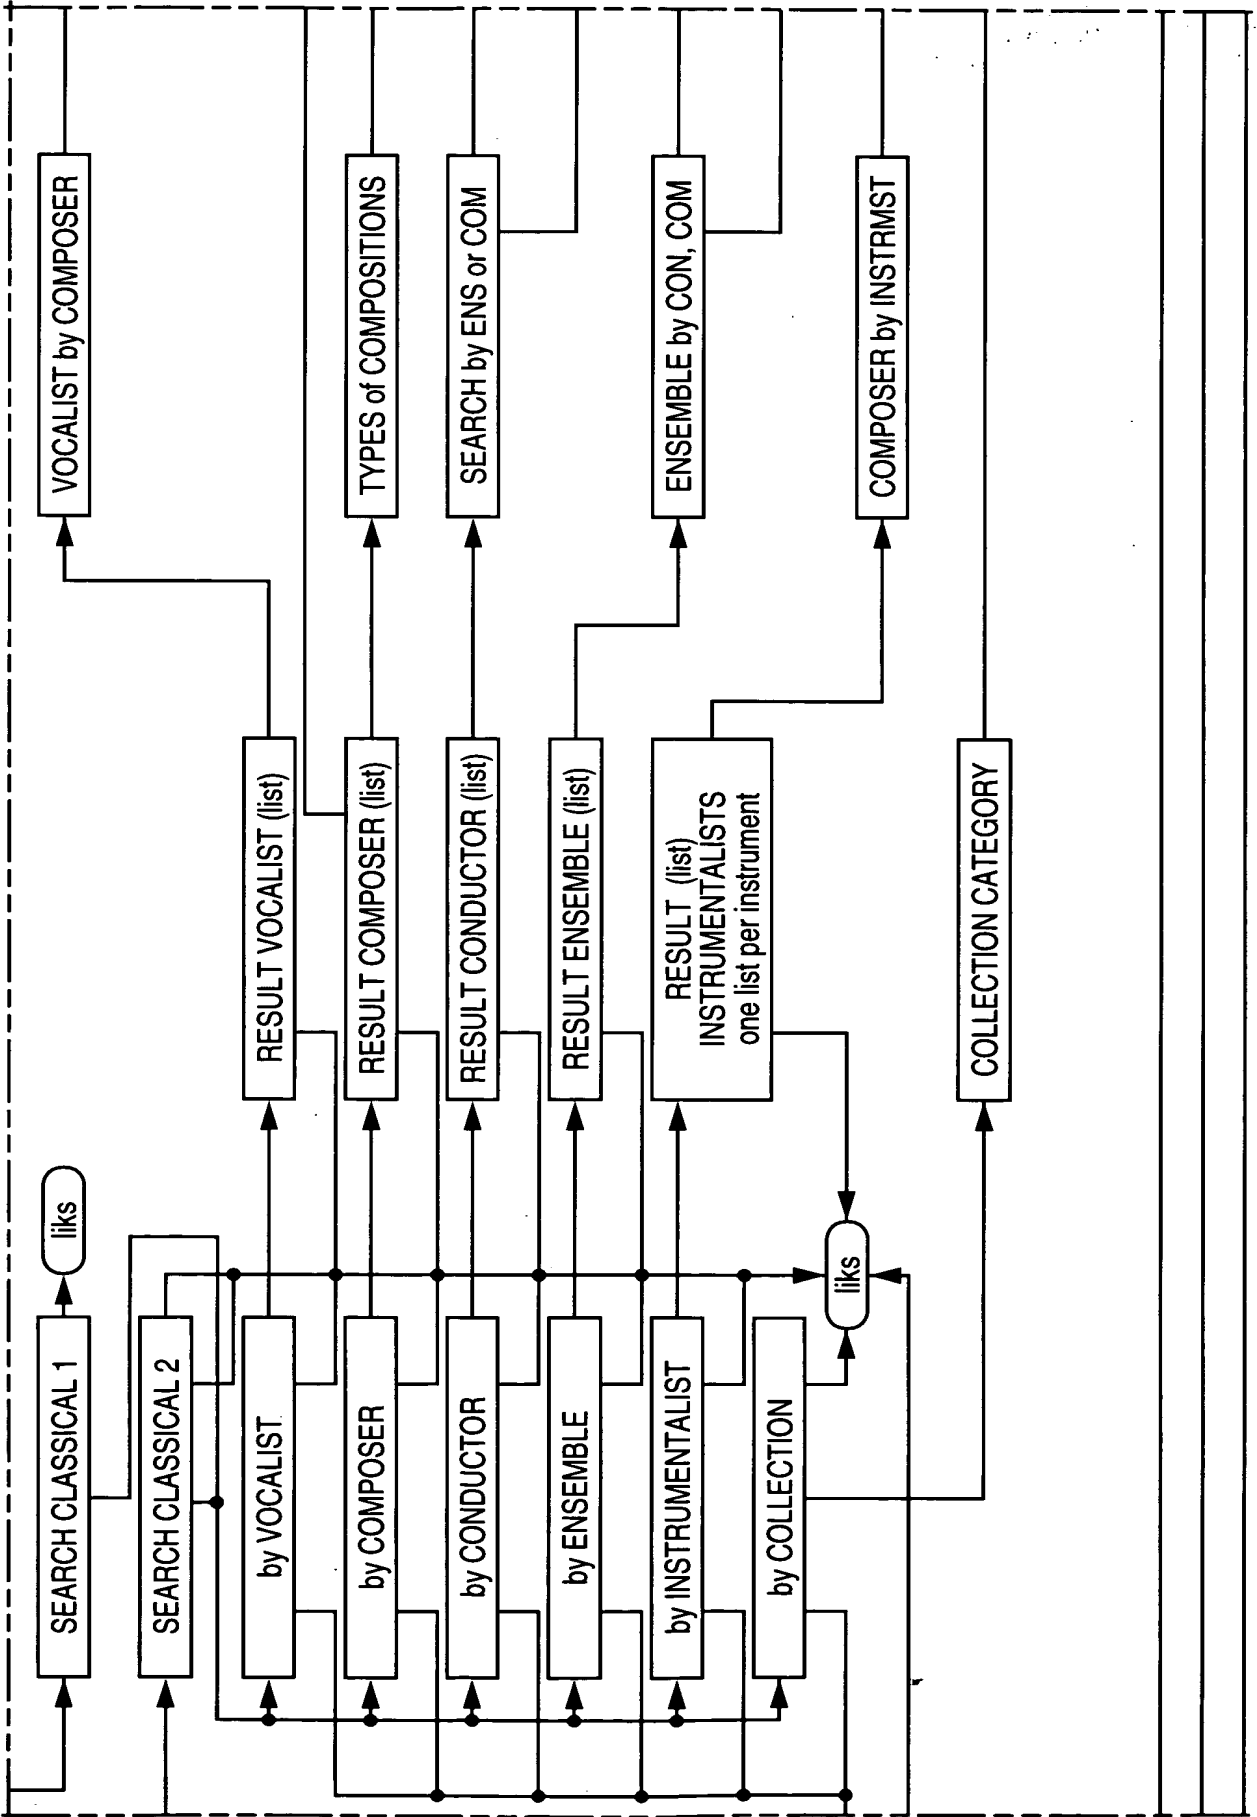 SEARCH CLASSICAL 1
liks
VOCALIST by COMPOSER
SEARCH CLASSICAL 2
by VOCALIST
RESULT VOCALIST (list)
by COMPOSER
RESULT COMPOSER (list)
TYPES of COMPOSITIONS
by CONDUCTOR
RESULT CONDUCTOR (list)
SEARCH by ENS or COM
by ENSEMBLE
RESULT ENSEMBLE (list)
ENSEMBLE by CON, COM
by INSTRUMENTALIST
RESULT (list)
INSTRUMENTALISTS
one list per instrument
by COLLECTION
liks
COMPOSER by INSTRMST
COLLECTION CATEGORY